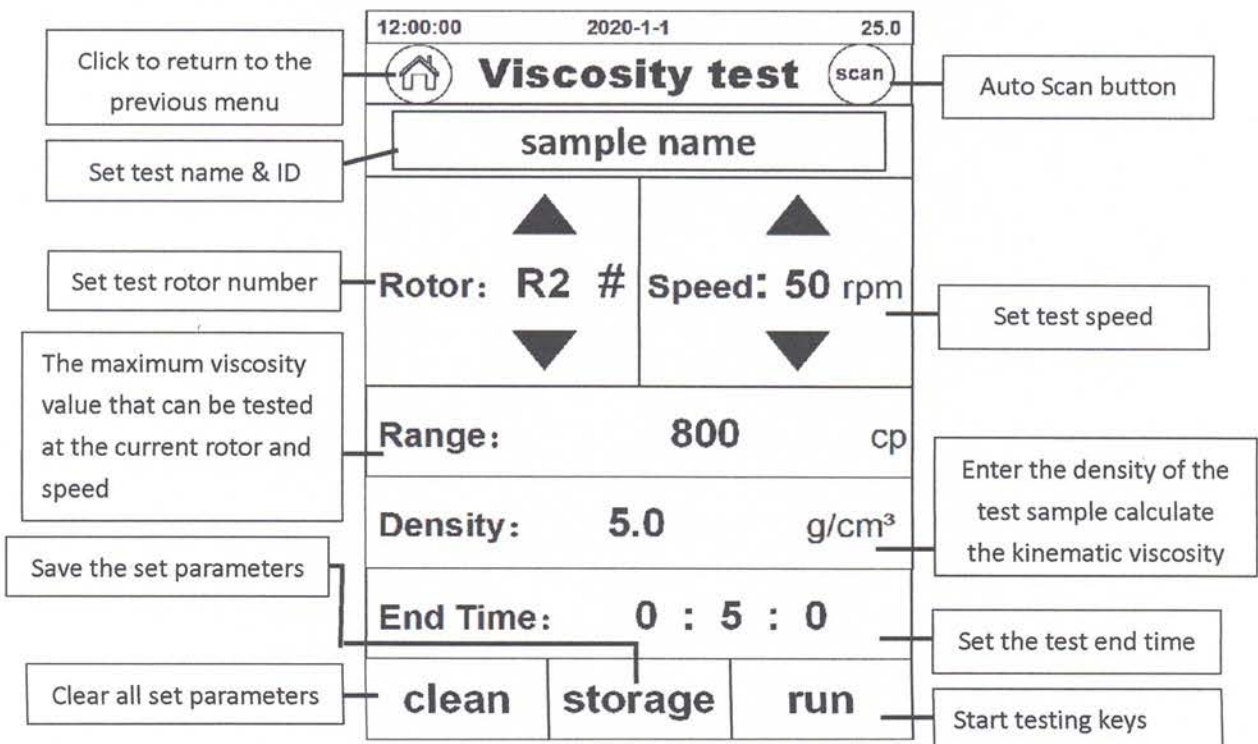 12:00:00 2020-1-1 25.0
Click to return to the
previous menu
Viscosity test
scan
Auto Scan button
sample name
Set test name & ID
Set test rotor number
Rotor: R2 #
Speed: 50 rpm
Set test speed
The maximum viscosity
value that can be tested
at the current rotor and
speed
Range: 800 cp
Enter the density of the
test sample calculate
the kinematic viscosity
Density: 5.0 g/cm³
Save the set parameters
End Time: 0 : 5 : 0
Set the test end time
Clear all set parameters
clean storage run
Start testing keys